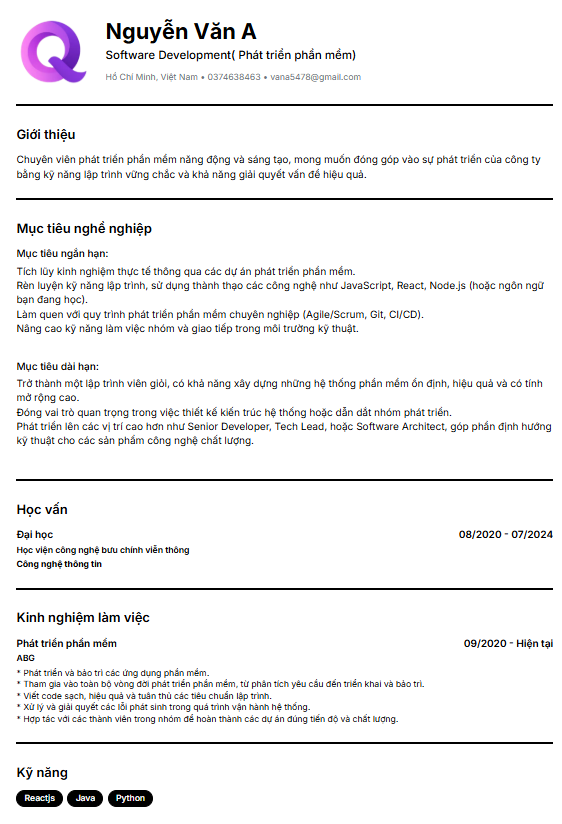 Nguyễn Văn A
Software Development( Phát triển phần mềm)
Hồ Chí Minh, Việt Nam • 0374638463 • vana5478@gmail.com
Giới thiệu
Chuyên viên phát triển phần mềm năng động và sáng tạo, mong muốn đóng góp vào sự phát triển của công ty
bằng kỹ năng lập trình vững chắc và khả năng giải quyết vấn đề hiệu quả.
Mục tiêu nghề nghiệp
Mục tiêu ngắn hạn:
Tích lũy kinh nghiệm thực tế thông qua các dự án phát triển phần mềm.
Rèn luyện kỹ năng lập trình, sử dụng thành thạo các công nghệ như JavaScript, React, Node.js (hoặc ngôn ngữ
bạn đang học).
Làm quen với quy trình phát triển phần mềm chuyên nghiệp (Agile/Scrum, Git, CI/CD).
Nâng cao kỹ năng làm việc nhóm và giao tiếp trong môi trường kỹ thuật.
Mục tiêu dài hạn:
Trở thành một lập trình viên giỏi, có khả năng xây dựng những hệ thống phần mềm ổn định, hiệu quả và có tính
mở rộng cao.
Đóng vai trò quan trọng trong việc thiết kế kiến trúc hệ thống hoặc dẫn dắt nhóm phát triển.
Phát triển lên các vị trí cao hơn như Senior Developer, Tech Lead, hoặc Software Architect, góp phần định hướng
kỹ thuật cho các sản phẩm công nghệ chất lượng.
Học vấn
Đại học 08/2020 - 07/2024
Học viện công nghệ bưu chính viễn thông
Công nghệ thông tin
Kinh nghiệm làm việc
Phát triển phần mềm 09/2020 - Hiện tại
ABG
* Phát triển và bảo trì các ứng dụng phần mềm.
* Tham gia vào toàn bộ vòng đời phát triển phần mềm, từ phân tích yêu cầu đến triển khai và bảo trì.
* Viết code sạch, hiệu quả và tuân thủ các tiêu chuẩn lập trình.
* Xử lý và giải quyết các lỗi phát sinh trong quá trình vận hành hệ thống.
* Hợp tác với các thành viên trong nhóm để hoàn thành các dự án đúng tiến độ và chất lượng.
Kỹ năng
Reactjs Java Python